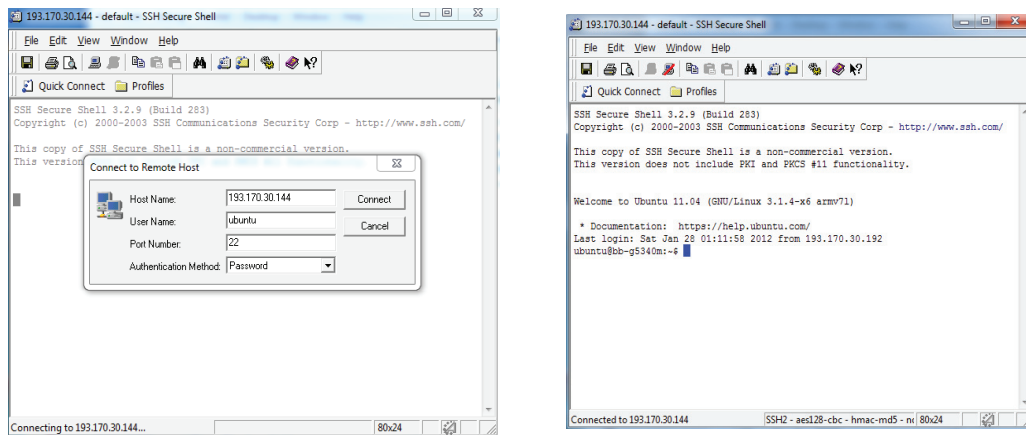 193.170.30.144 - default - SSH Secure Shell
File Edit View Window Help
Quick Connect Profiles
SSH Secure Shell 3.2.9 (Build 283)
Copyright (c) 2000-2003 SSH Communications Security Corp - http://www.ssh.com/
This copy of SSH Secure Shell is a non-commercial version.
This version
Connect to Remote Host
Host Name: 193.170.30.144 Connect
User Name: ubuntu Cancel
Port Number: 22
Authentication Method: Password
Connecting to 193.170.30.144... 80x24
193.170.30.144 - default - SSH Secure Shell
File Edit View Window Help
Quick Connect Profiles
SSH Secure Shell 3.2.9 (Build 283)
Copyright (c) 2000-2003 SSH Communications Security Corp - http://www.ssh.com/
This copy of SSH Secure Shell is a non-commercial version.
This version does not include PKI and PKCS #11 functionality.
Welcome to Ubuntu 11.04 (GNU/Linux 3.1.4-x6 armv7l)
* Documentation: https://help.ubuntu.com/
Last login: Sat Jan 28 01:11:58 2012 from 193.170.30.192
ubuntu@bb-g5340m:~$
Connected to 193.170.30.144 SSH2 - aes128-cbc - hmac-md5 - n 80x24